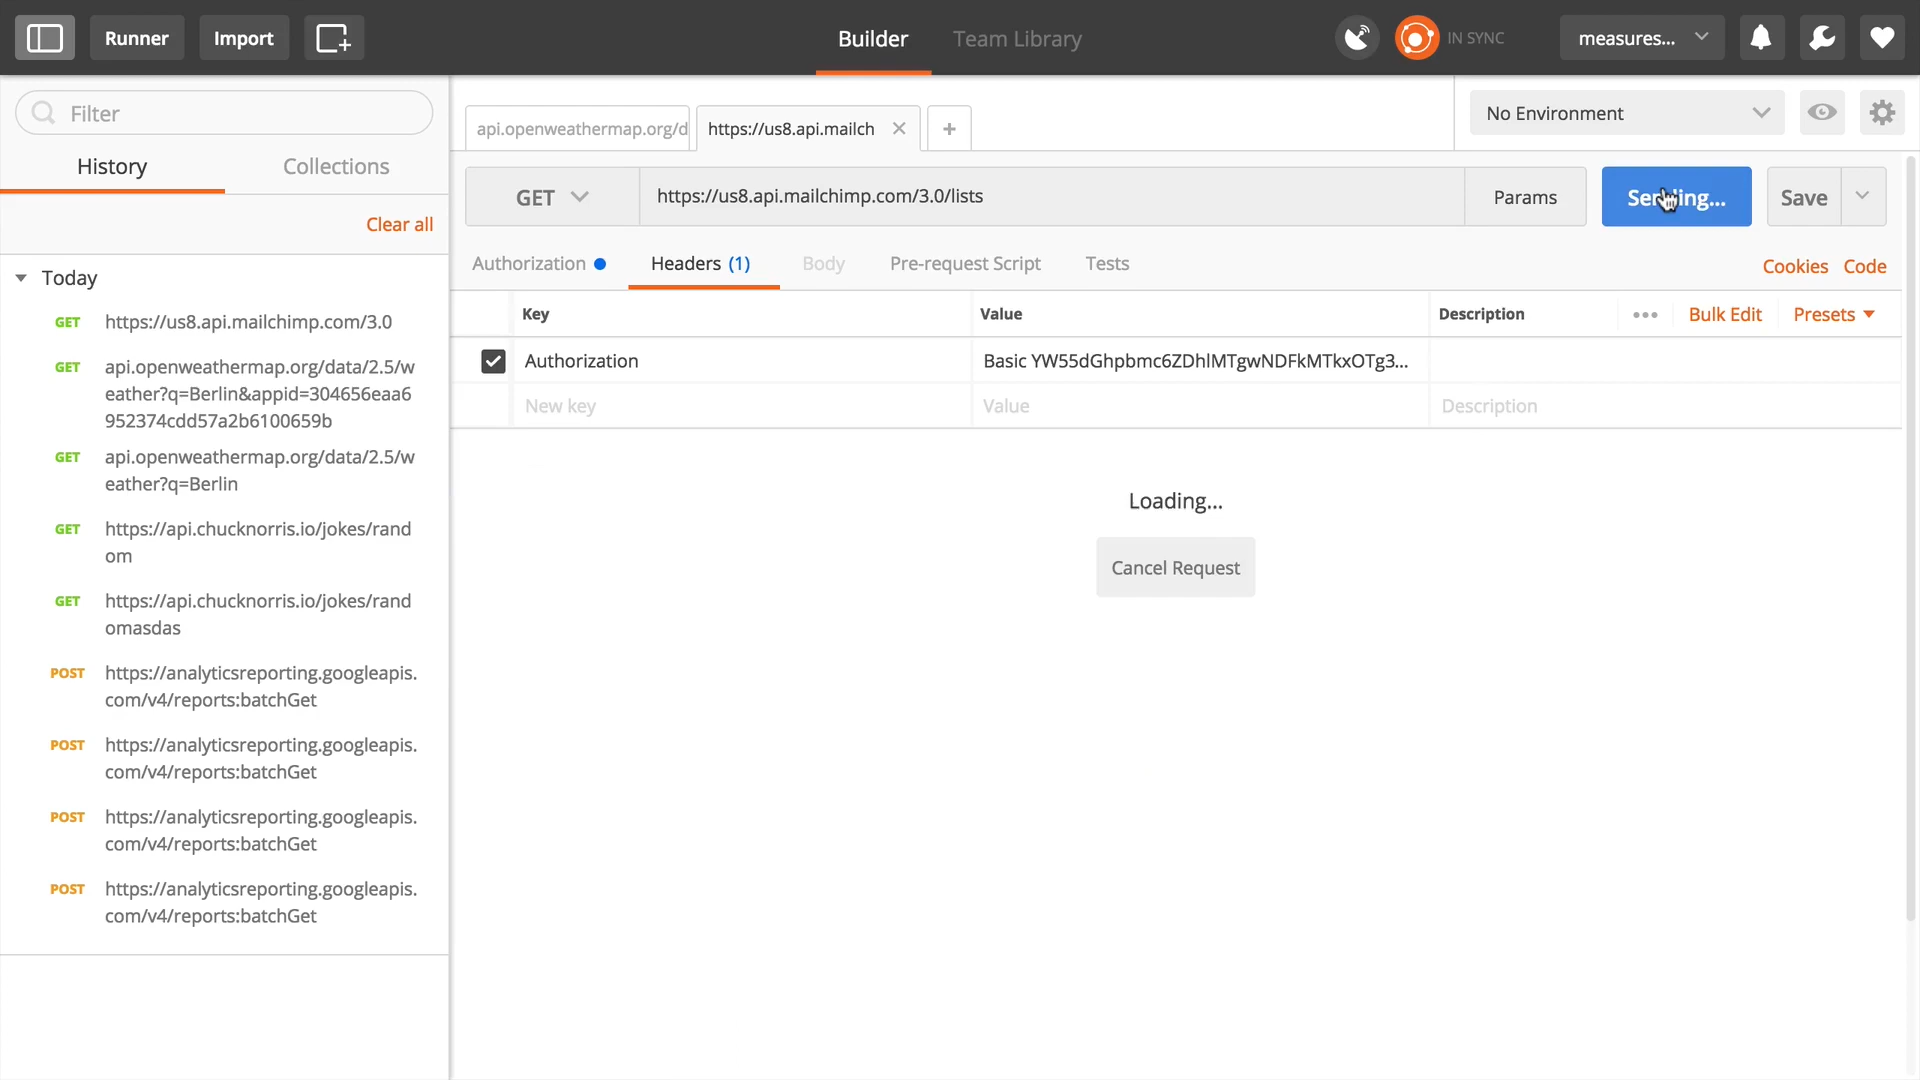 Runner
Import
Builder
Team Library
IN SYNC
measures...
Filter
History
Collections
Clear all
Today
GET
https://us8.api.mailchimp.com/3.0
GET
api.openweathermap.org/data/2.5/w
eather?q=Berlin&appid=304656eaa6
952374cdd57a2b6100659b
GET
api.openweathermap.org/data/2.5/w
eather?q=Berlin
GET
https://api.chucknorris.io/jokes/rand
om
GET
https://api.chucknorris.io/jokes/rand
omasdas
POST
https://analyticsreporting.googleapis.
com/v4/reports:batchGet
POST
https://analyticsreporting.googleapis.
com/v4/reports:batchGet
POST
https://analyticsreporting.googleapis.
com/v4/reports:batchGet
POST
https://analyticsreporting.googleapis.
com/v4/reports:batchGet
api.openweathermap.org/d
https://us8.api.mailch
No Environment
GET
https://us8.api.mailchimp.com/3.0/lists
Params
Sending...
Save
Authorization
Headers (1)
Body
Pre-request Script
Tests
Cookies
Code
Key
Value
Description
Bulk Edit
Presets
Authorization
Basic YW55dGhpbmc6ZDhlMTgwNDFkMTkxOTg3...
New key
Value
Description
Loading...
Cancel Request